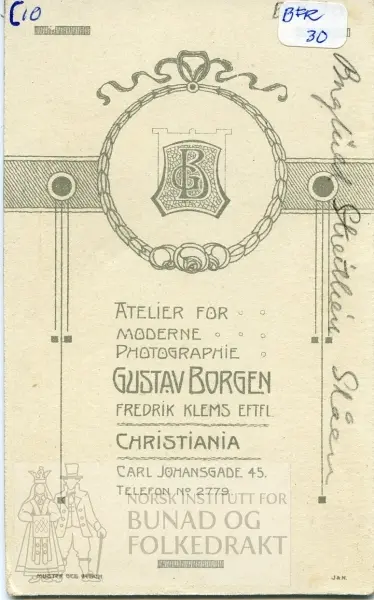 C10
BFR
30
GB
ATELIER FOR
MODERNE
PHOTOGRAPHIE
GUSTAV BORGEN
FREDRIK KLEMS EFTFL
CHRISTIANIA
CARL JOHANSGADE 45.
TELEFON Nº 2779
NORSK INSTITUTT FOR
BUNAD OG
FOLKEDRAKT
J.A.N.